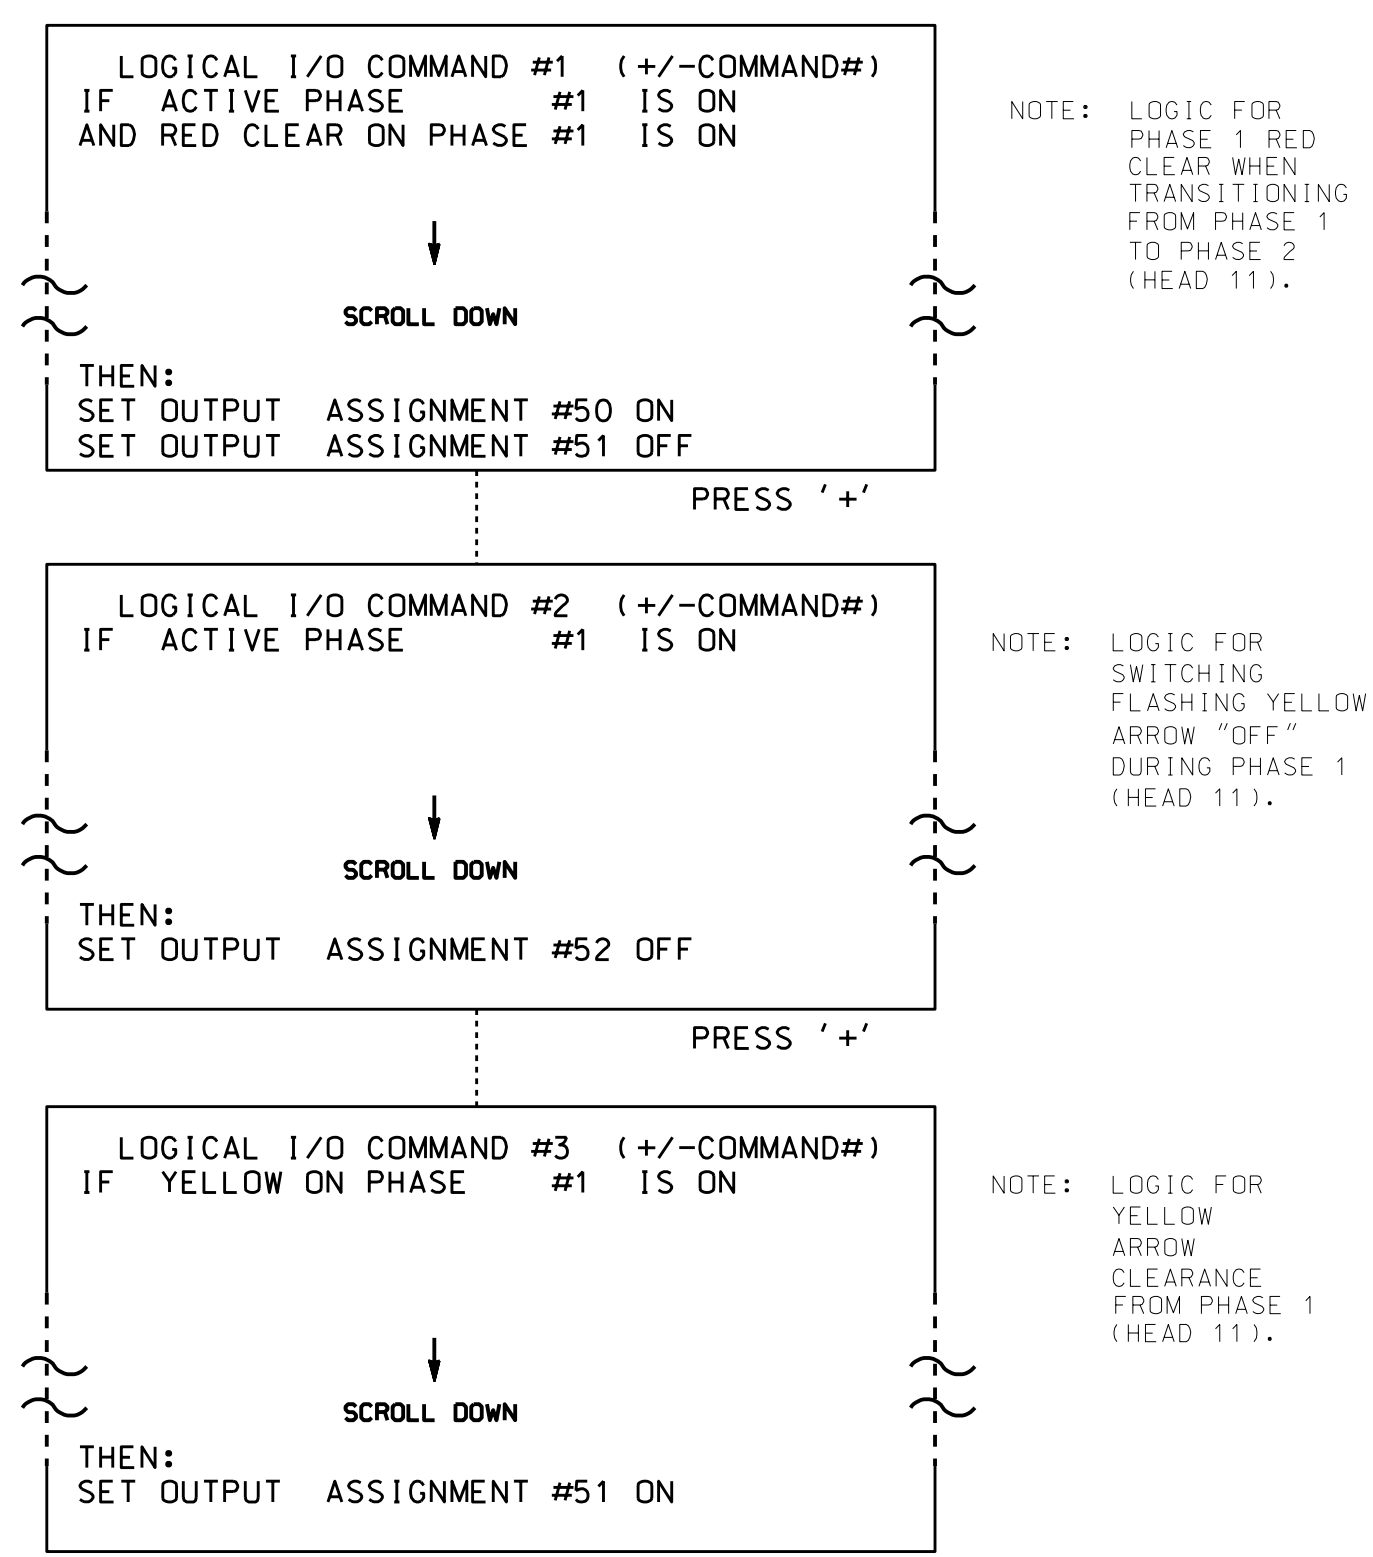 LOGICAL I/O COMMAND #1 (+/-COMMAND#)
IF ACTIVE PHASE #1 IS ON
AND RED CLEAR ON PHASE #1 IS ON
SCROLL DOWN
THEN:
SET OUTPUT ASSIGNMENT #50 ON
SET OUTPUT ASSIGNMENT #51 OFF
NOTE: LOGIC FOR
PHASE 1 RED
CLEAR WHEN
TRANSITIONING
FROM PHASE 1
TO PHASE 2
(HEAD 11).
PRESS '+'
LOGICAL I/O COMMAND #2 (+/-COMMAND#)
IF ACTIVE PHASE #1 IS ON
SCROLL DOWN
THEN:
SET OUTPUT ASSIGNMENT #52 OFF
NOTE: LOGIC FOR
SWITCHING
FLASHING YELLOW
ARROW "OFF"
DURING PHASE 1
(HEAD 11).
PRESS '+'
LOGICAL I/O COMMAND #3 (+/-COMMAND#)
IF YELLOW ON PHASE #1 IS ON
SCROLL DOWN
THEN:
SET OUTPUT ASSIGNMENT #51 ON
NOTE: LOGIC FOR
YELLOW
ARROW
CLEARANCE
FROM PHASE 1
(HEAD 11).